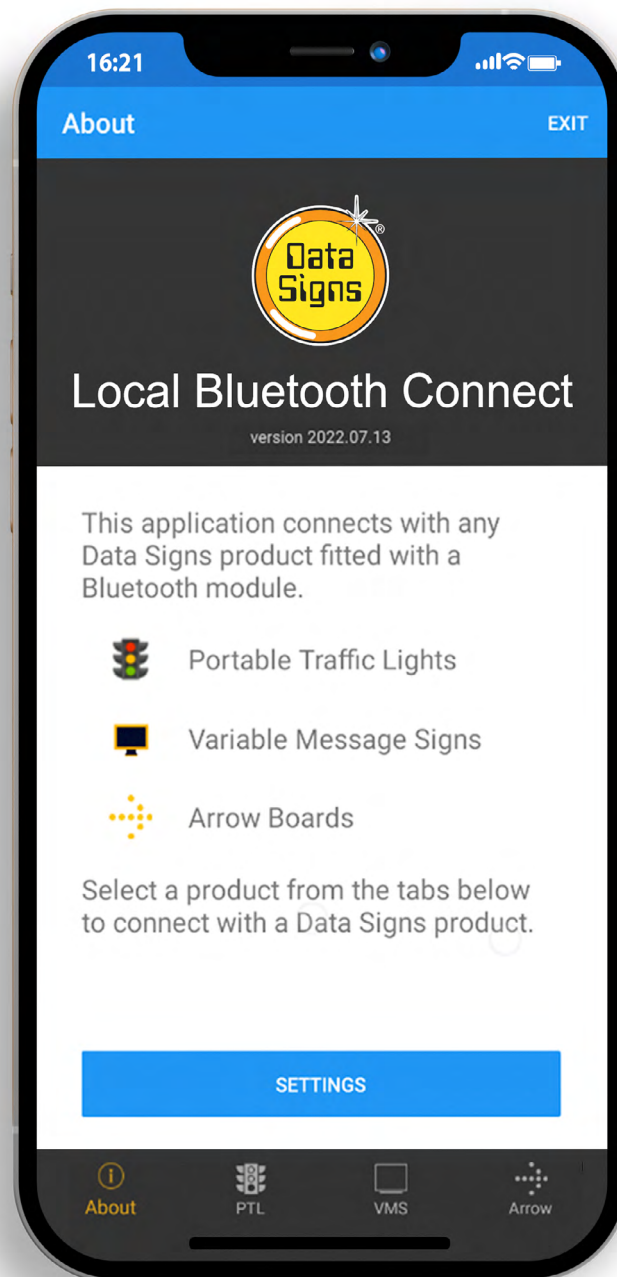 16:21
About
EXIT
Data
Signs
®
Local Bluetooth Connect
version 2022.07.13
This application connects with any
Data Signs product fitted with a
Bluetooth module.
Portable Traffic Lights
Variable Message Signs
Arrow Boards
Select a product from the tabs below
to connect with a Data Signs product.
SETTINGS
About
PTL
VMS
Arrow